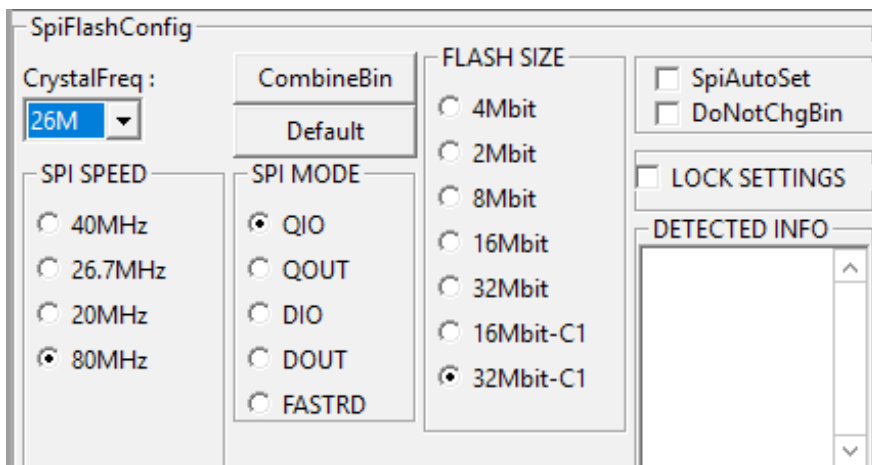 SpiFlashConfig
CrystalFreq :
26M
CombineBin
Default
SPI SPEED
40MHz
26.7MHz
20MHz
80MHz
SPI MODE
QIO
QOUT
DIO
DOUT
FASTRD
FLASH SIZE
4Mbit
2Mbit
8Mbit
16Mbit
32Mbit
16Mbit-C1
32Mbit-C1
SpiAutoSet
DoNotChgBin
LOCK SETTINGS
DETECTED INFO